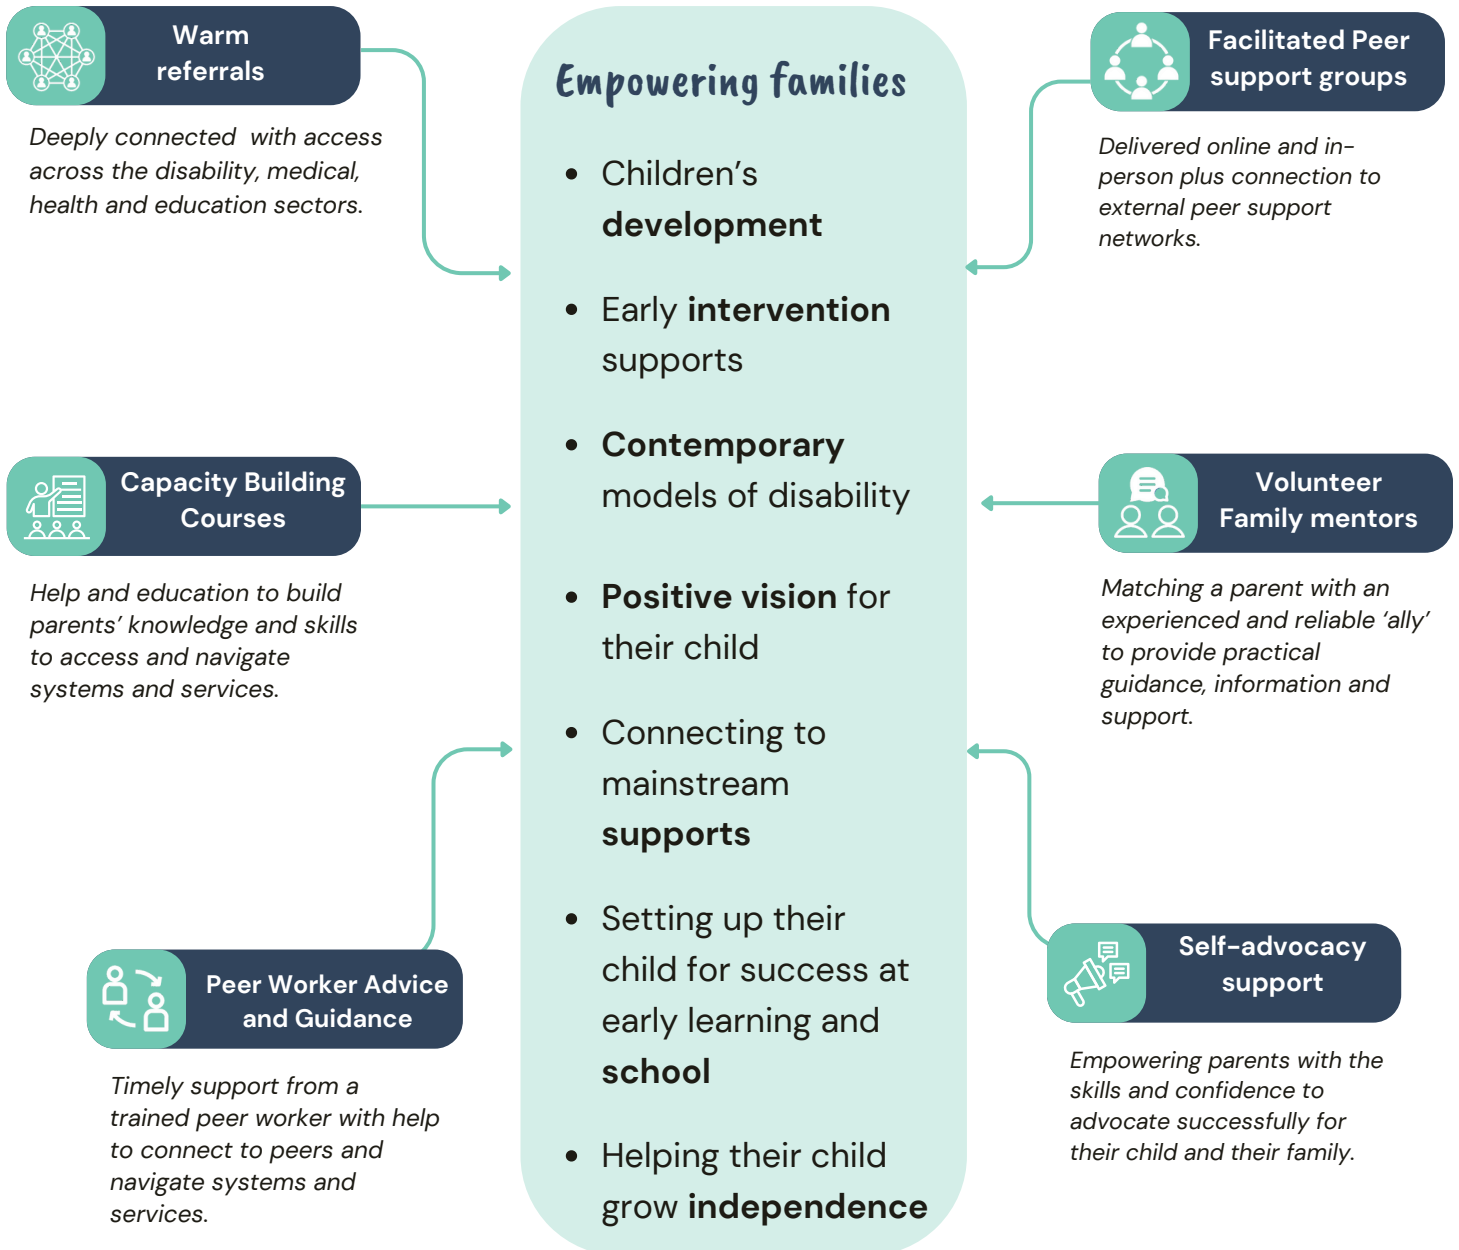 Warm
referrals
Deeply connected  with access
across the disability, medical,
health and education sectors.
Capacity Building
Courses
Help and education to build
parents’ knowledge and skills
to access and navigate
systems and services.
Peer Worker Advice
and Guidance
Timely support from a
trained peer worker with help
to connect to peers and
navigate systems and
services.
Empowering families
• Children’s
development
• Early intervention
supports
• Contemporary
models of disability
• Positive vision for
their child
• Connecting to
mainstream
supports
• Setting up their
child for success at
early learning and
school
• Helping their child
grow independence
Facilitated Peer
support groups
Delivered online and in-
person plus connection to
external peer support
networks.
Volunteer
Family mentors
Matching a parent with an
experienced and reliable ‘ally’
to provide practical
guidance, information and
support.
Self-advocacy
support
Empowering parents with the
skills and confidence to
advocate successfully for
their child and their family.